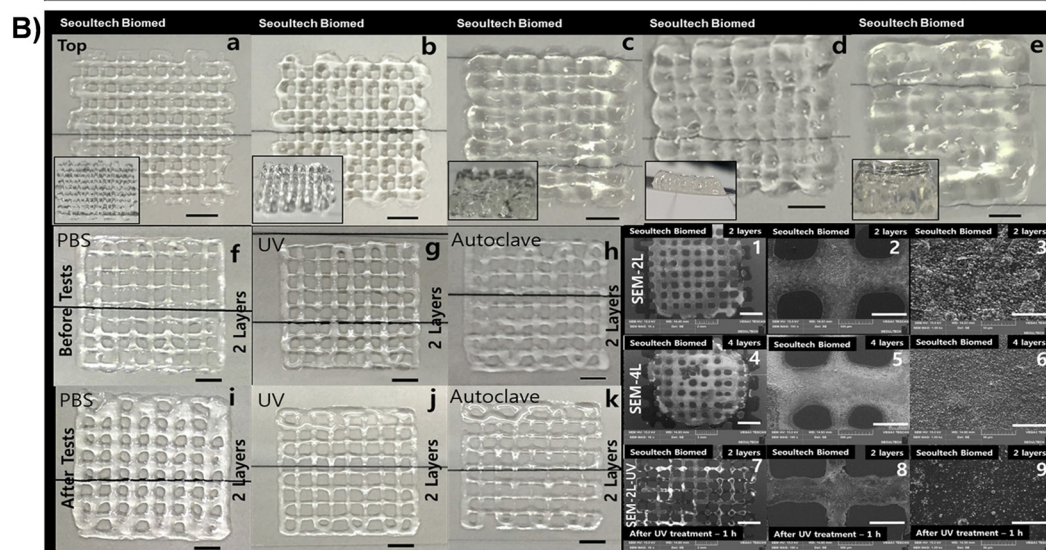 B)
Seoultech Biomed
Seoultech Biomed
Seoultech Biomed
Seoultech Biomed
Seoultech Biomed
Top
a
b
c
d
e
PBS
f
Before Tests
2 Layers
UV
g
2 Layers
Autoclave
h
PBS
i
After Tests
2 Layers
UV
j
2 Layers
Autoclave
k
Seoultech Biomed 2 layers
1
SEM-2L
Seoultech Biomed 2 layers
2
Seoultech Biomed 2 layers
3
Seoultech Biomed 4 layers
4
SEM-4L
Seoultech Biomed 4 layers
5
Seoultech Biomed 4 layers
6
Seoultech Biomed 2 layers
7
SEM-2L-UV
After UV treatment – 1 h
Seoultech Biomed 2 layers
8
After UV treatment – 1 h
Seoultech Biomed 2 layers
9
After UV treatment – 1 h